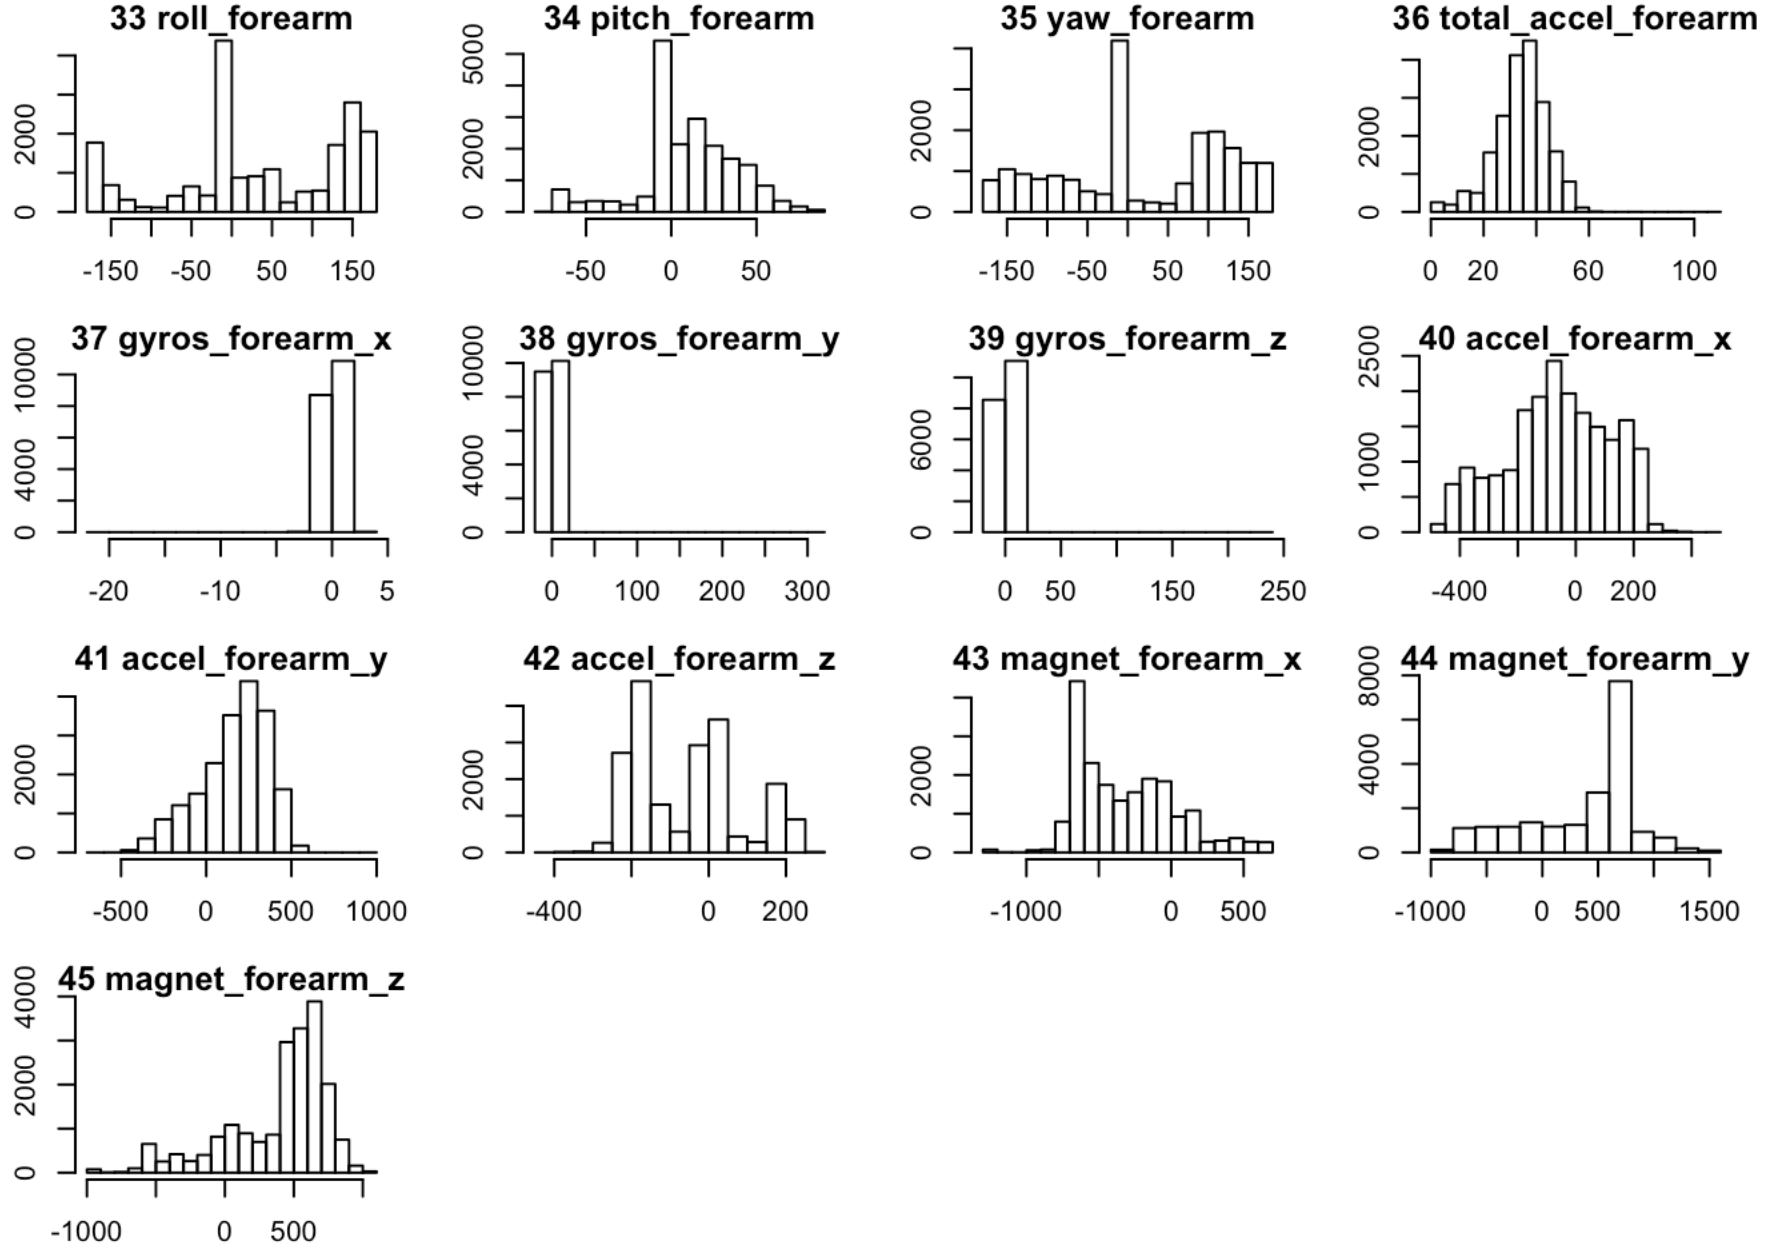 33 roll_forearm
0 2000
-150 -50 50 150
34 pitch_forearm
0 2000 5000
-50 0 50
35 yaw_forearm
0 2000
-150 -50 50 150
36 total_accel_forearm
0 2000
0 20 60 100
37 gyros_forearm_x
0 4000 10000
-20 -10 0 5
38 gyros_forearm_y
0 4000 10000
0 100 200 300
39 gyros_forearm_z
0 6000
0 50 150 250
40 accel_forearm_x
0 1000 2500
-400 0 200
41 accel_forearm_y
0 2000
-500 0 500 1000
42 accel_forearm_z
0 2000
-400 0 200
43 magnet_forearm_x
0 2000
-1000 0 500
44 magnet_forearm_y
0 4000 8000
-1000 0 500 1500
45 magnet_forearm_z
0 2000 4000
-1000 0 500